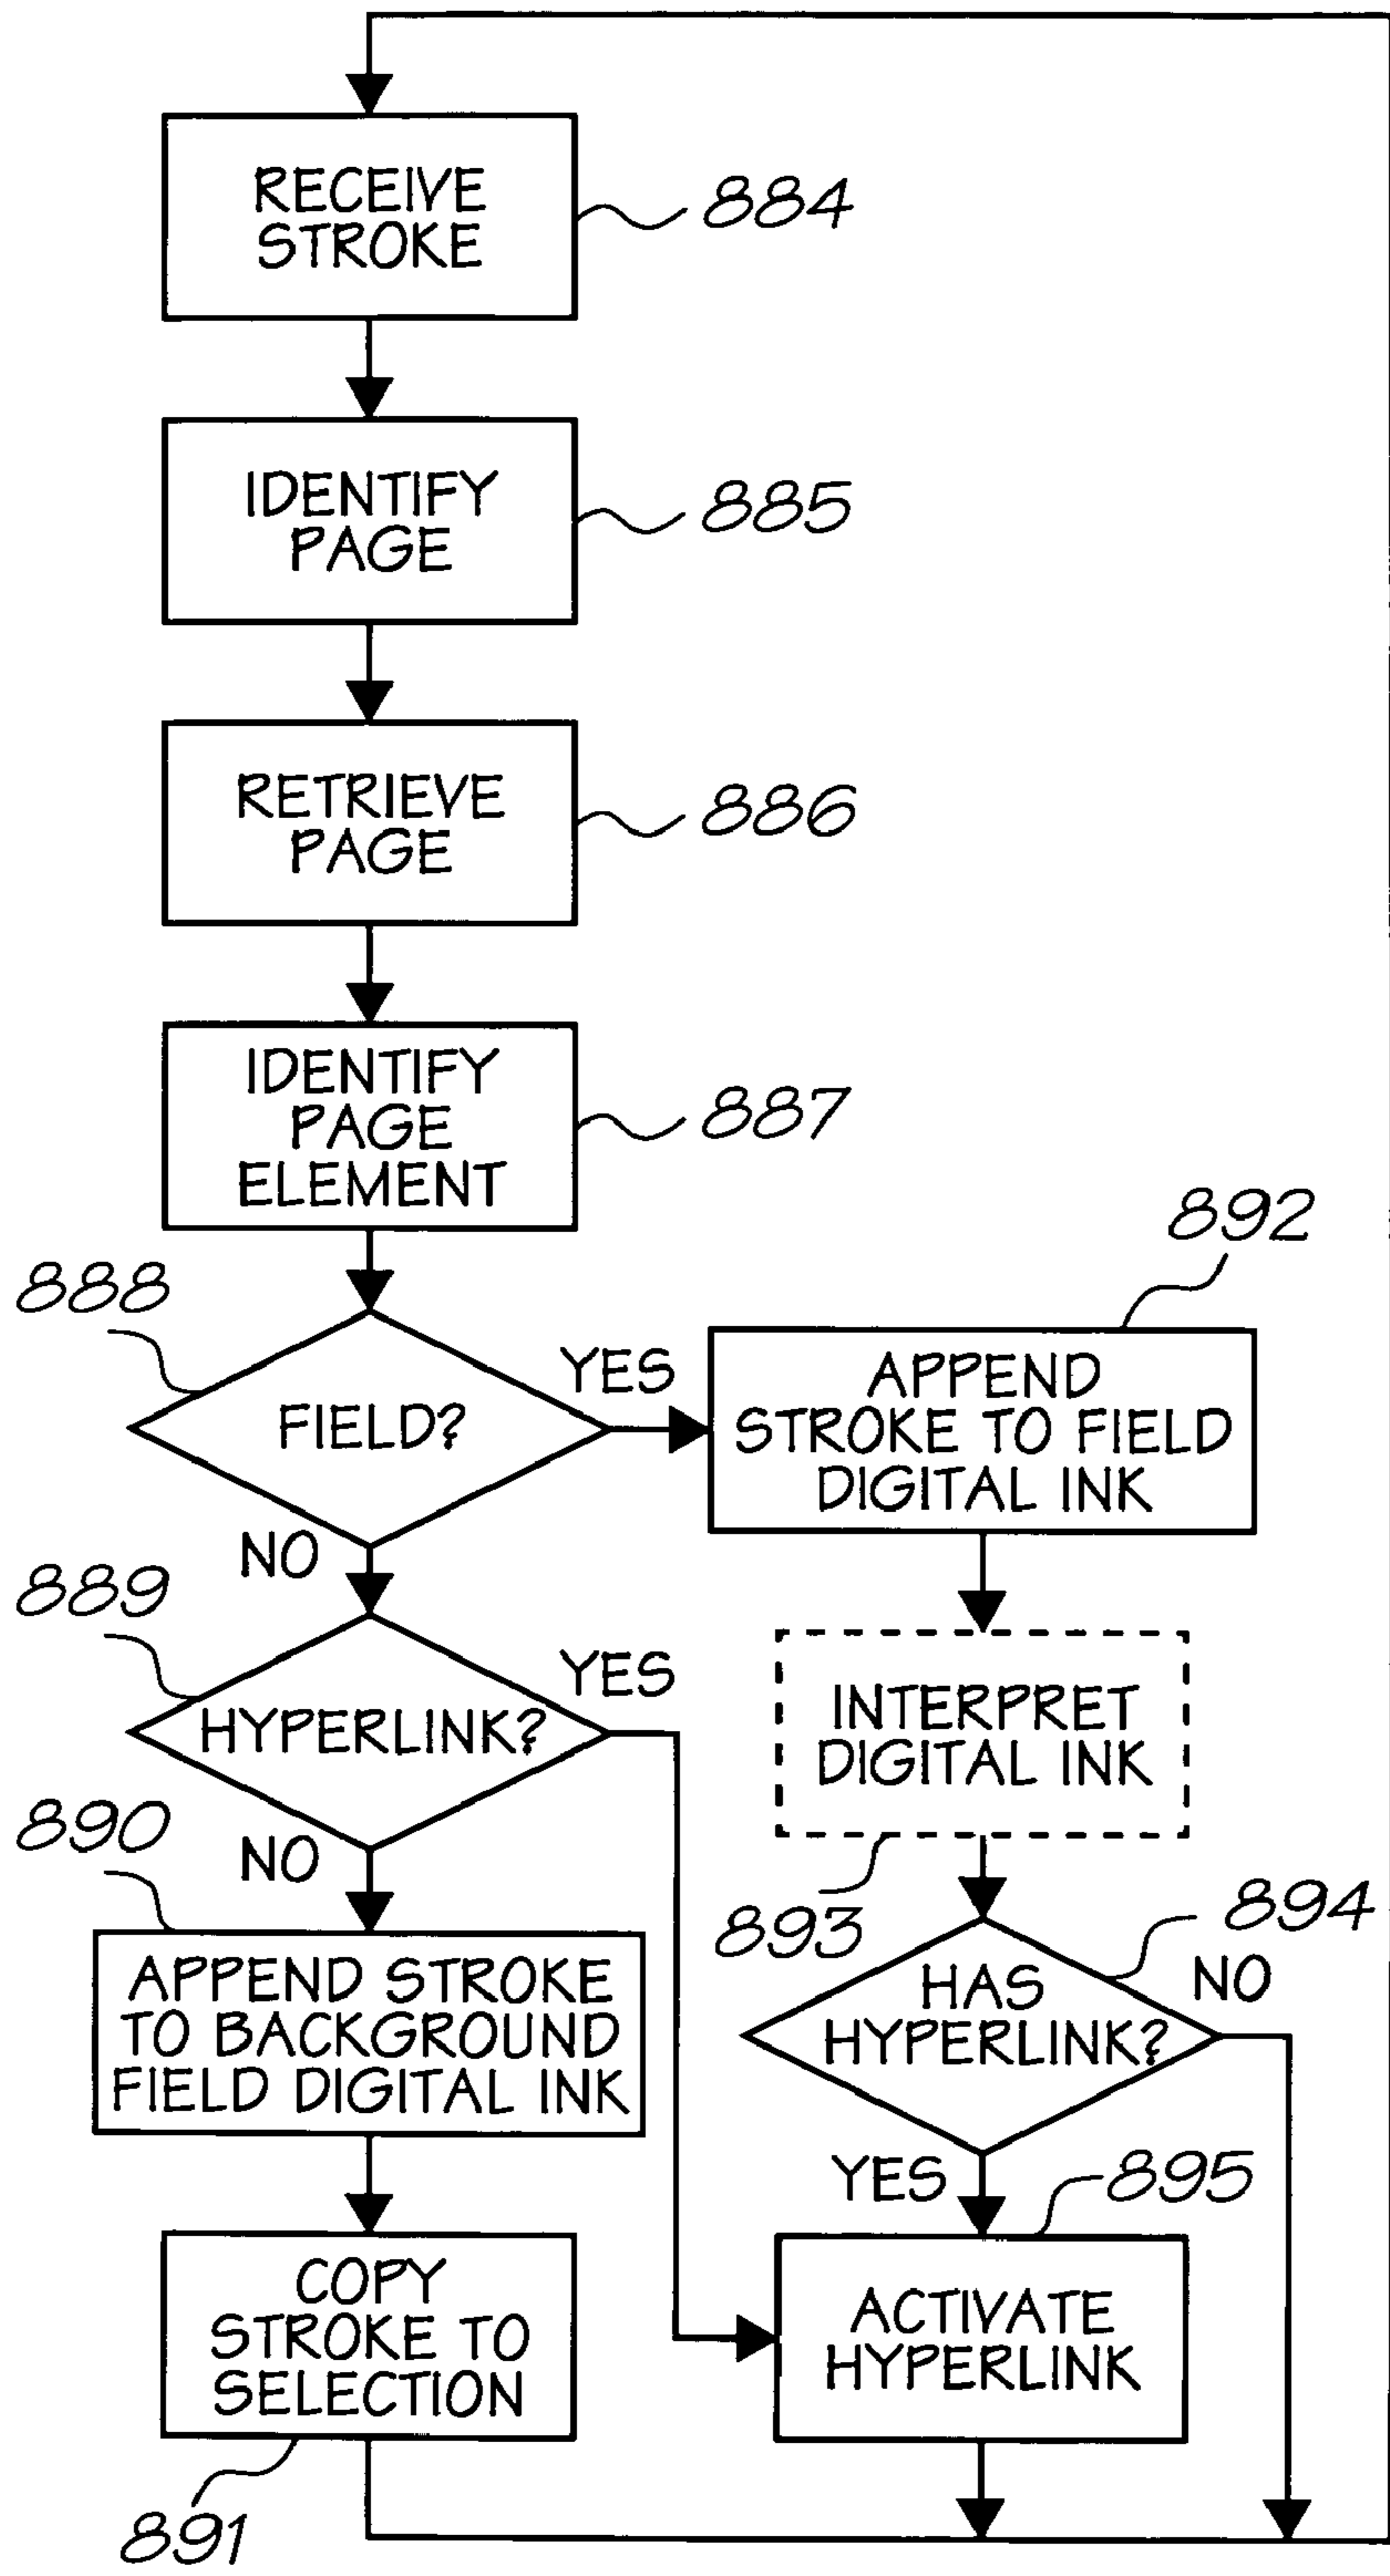 RECEIVE
STROKE
884
IDENTIFY
PAGE
885
RETRIEVE
PAGE
886
IDENTIFY
PAGE
ELEMENT
887
888
FIELD?
YES
NO
892
APPEND
STROKE TO FIELD
DIGITAL INK
889
HYPERLINK?
YES
NO
INTERPRET
DIGITAL INK
893
890
APPEND STROKE
TO BACKGROUND
FIELD DIGITAL INK
894
HAS
HYPERLINK?
NO
YES
895
COPY
STROKE TO
SELECTION
891
ACTIVATE
HYPERLINK